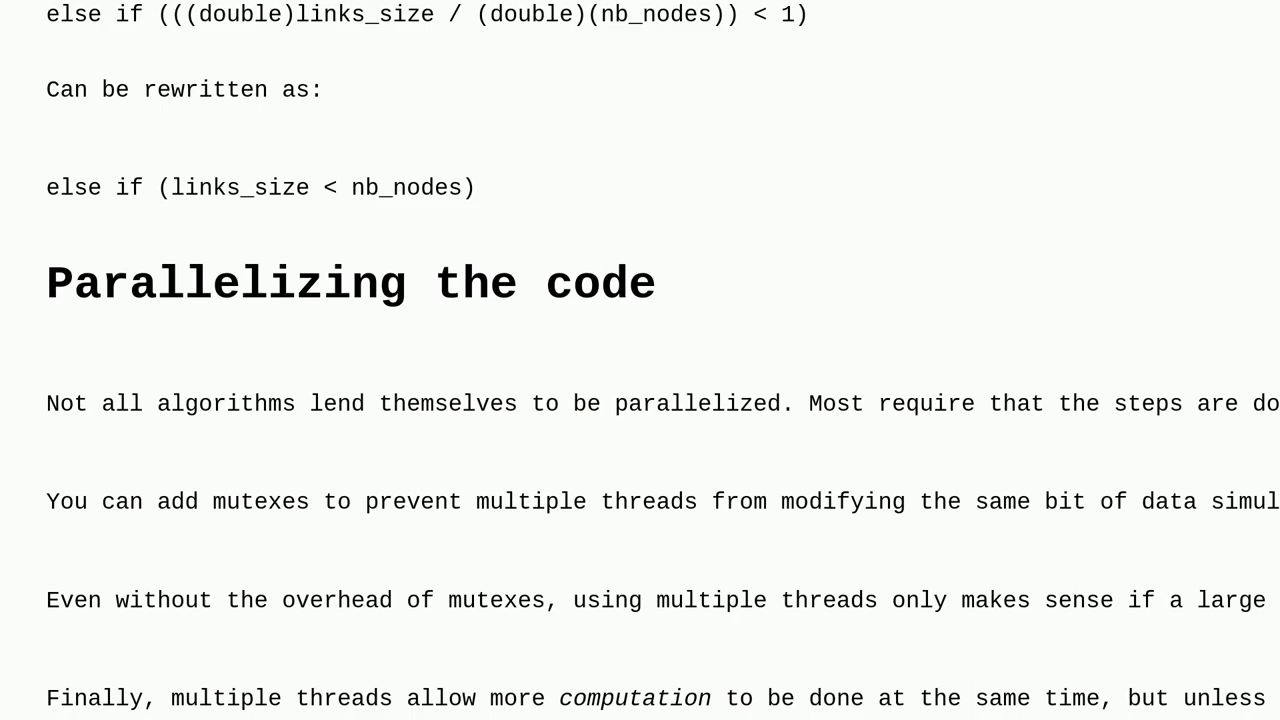 else if (((double)links_size / (double)(nb_nodes)) < 1)
Can be rewritten as:
else if (links_size < nb_nodes)
Parallelizing the code
Not all algorithms lend themselves to be parallelized. Most require that the steps are do
You can add mutexes to prevent multiple threads from modifying the same bit of data simul
Even without the overhead of mutexes, using multiple threads only makes sense if a large
Finally, multiple threads allow more computation to be done at the same time, but unless